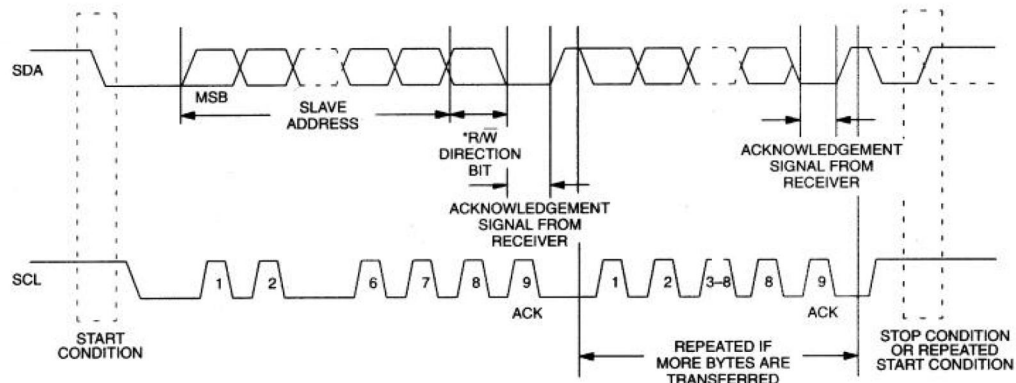 SDA
MSB
SLAVE
ADDRESS
*R/W̅
DIRECTION
BIT
ACKNOWLEDGEMENT
SIGNAL FROM
RECEIVER
ACKNOWLEDGEMENT
SIGNAL FROM
RECEIVER
SCL
1 2 6 7 8 9 1 2 3–8 8 9
ACK
ACK
START
CONDITION
REPEATED IF
MORE BYTES ARE
TRANSFERRED
STOP CONDITION
OR REPEATED
START CONDITION